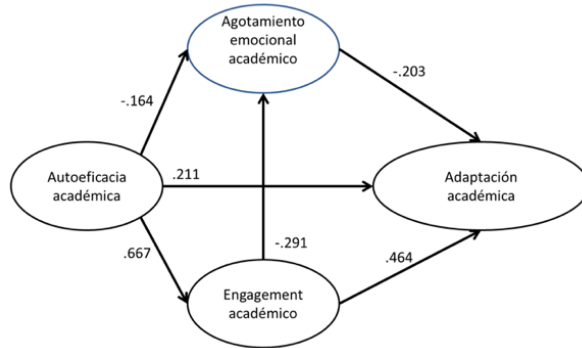 Agotamiento
emocional
académico
-.164
-.203
Autoeficacia
académica
.211
Adaptación
académica
.667
-.291
.464
Engagement
académico